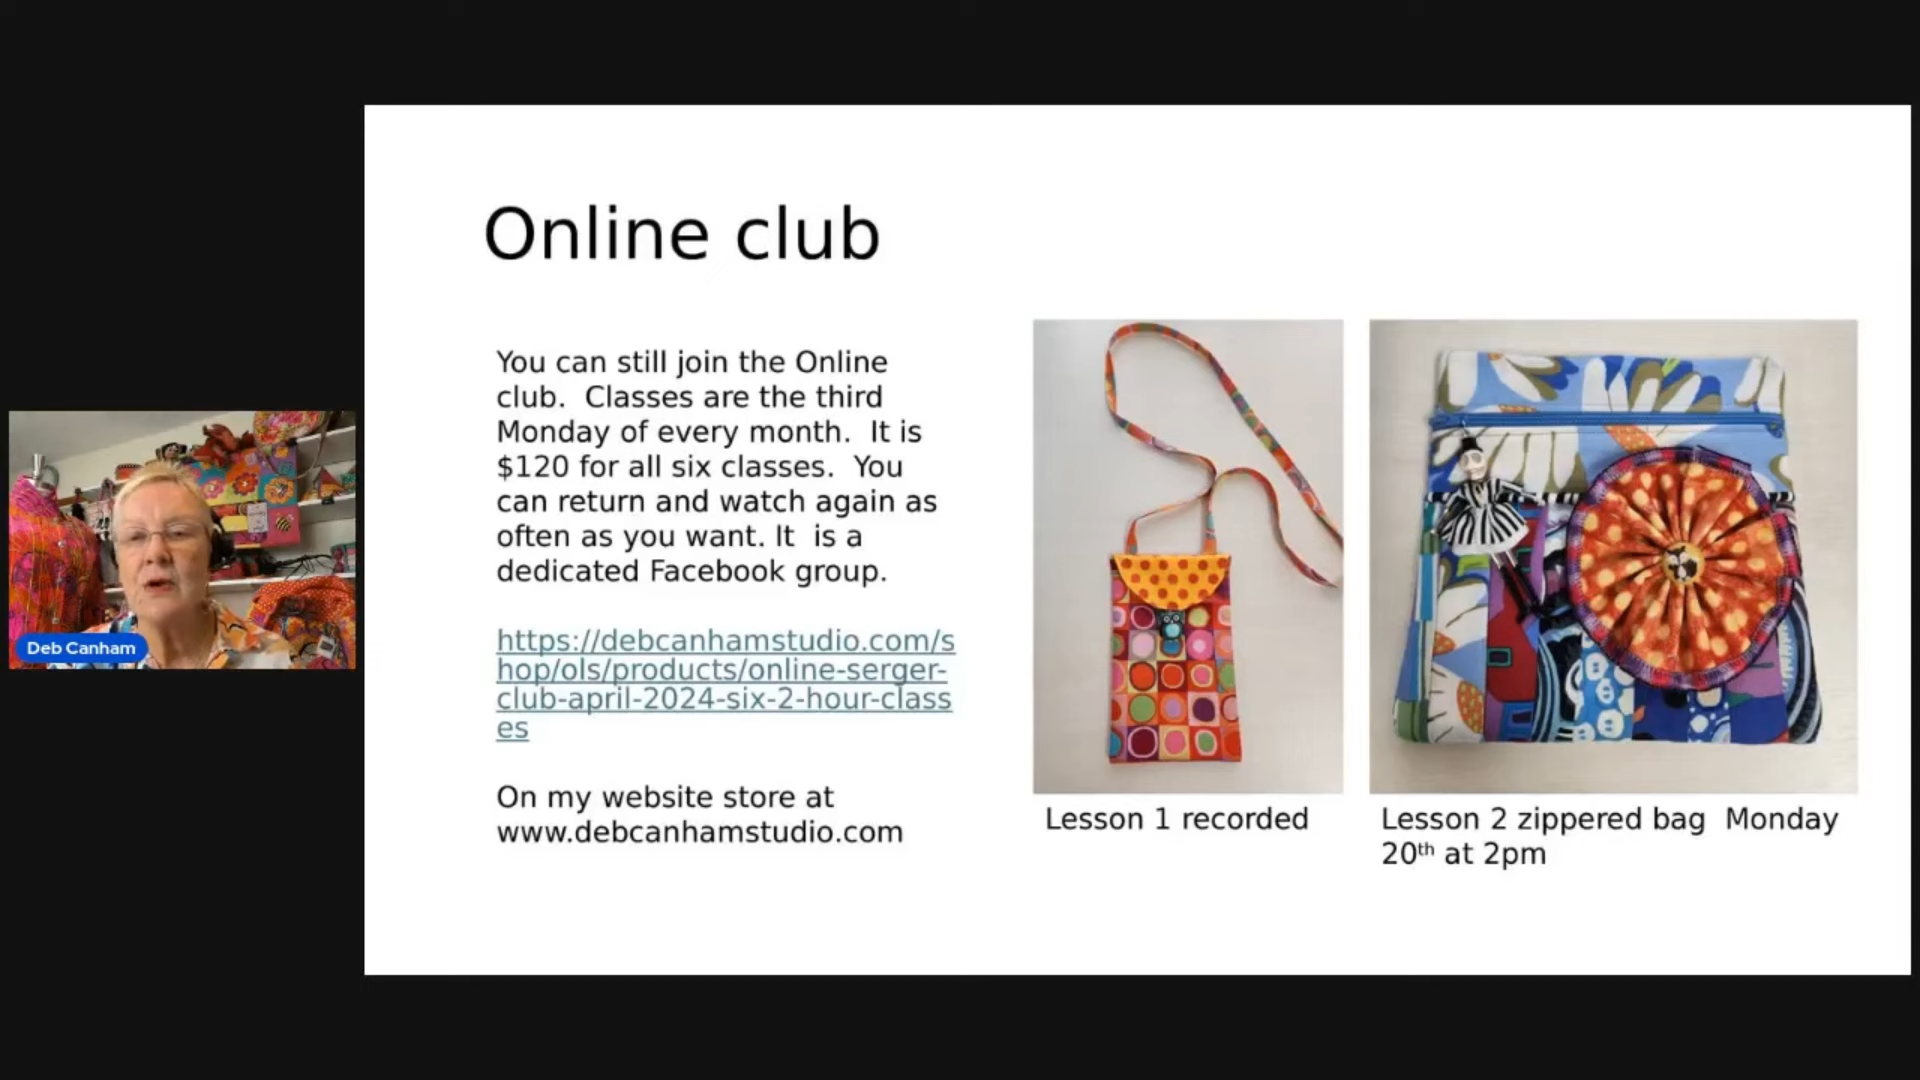 Online club
You can still join the Online
club.  Classes are the third
Monday of every month.  It is
$120 for all six classes.  You
can return and watch again as
often as you want. It  is a
dedicated Facebook group.
https://debcanhamstudio.com/s
hop/ols/products/online-serger-
club-april-2024-six-2-hour-class
es
On my website store at
www.debcanhamstudio.com
Lesson 1 recorded
Lesson 2 zippered bag  Monday
20th at 2pm
Deb Canham